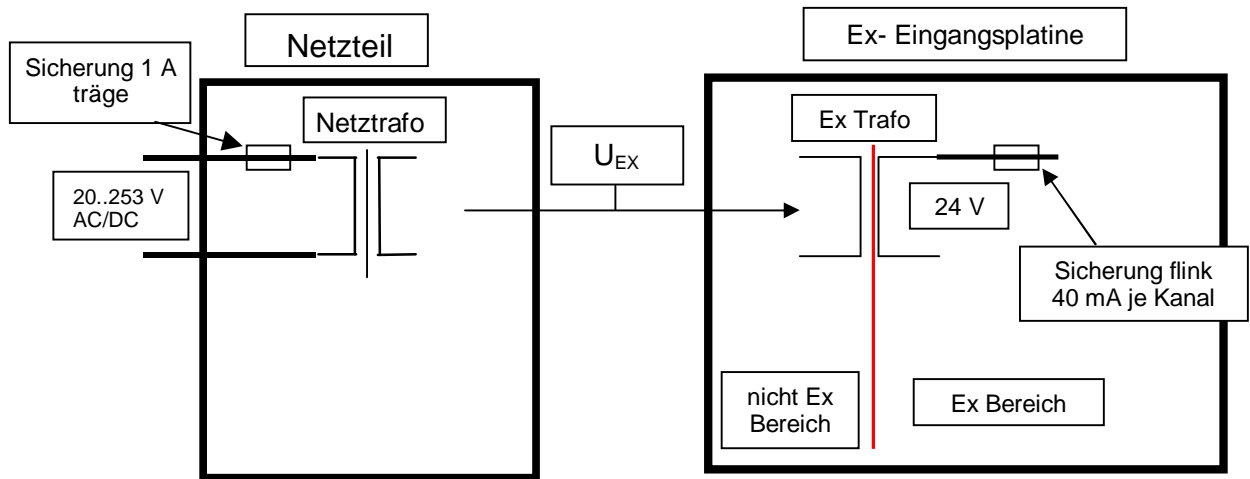 Netzteil
Ex- Eingangsplatine
Sicherung 1 A
träge
Netztrafo
Ex Trafo
U_EX
20..253 V
AC/DC
24 V
Sicherung flink
40 mA je Kanal
nicht Ex
Bereich
Ex Bereich